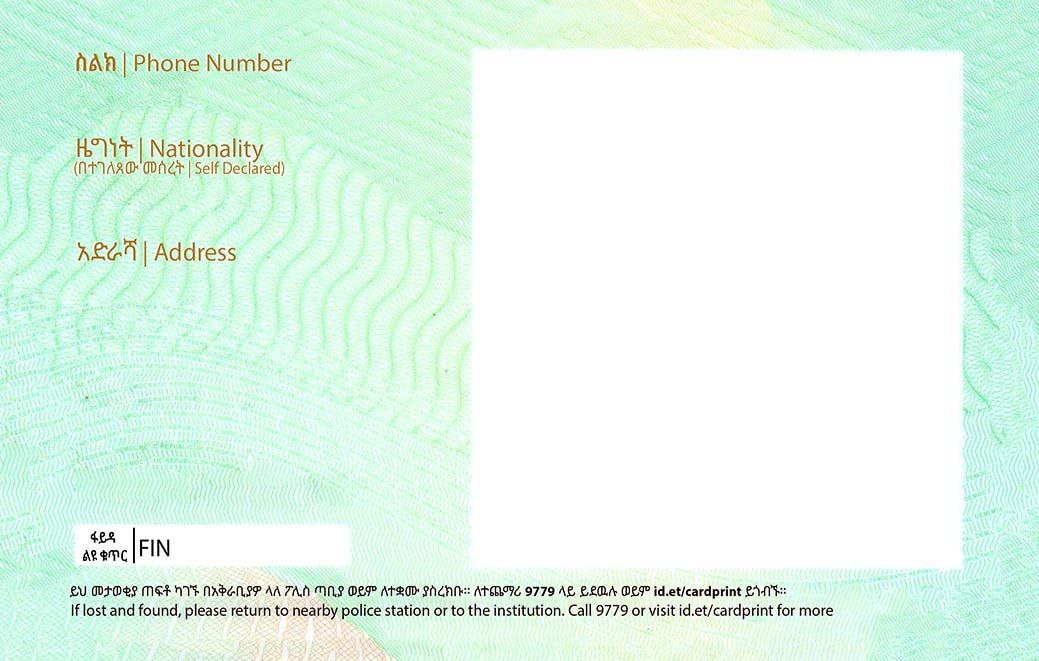 ስልክ | Phone Number
ዜግነት | Nationality
(በተገለጸው መሰረት | Self Declared)
አድራሻ | Address
ፋይዳ
ልዩ ቁጥር | FIN
ይህ መታወቂያ ጠፍቶ ካገኙ በአቅራቢያዎ ላለ ፖሊስ ጣቢያ ወይም ለተቋሙ ያስረክቡ። ለተጨማሪ 9779 ላይ ይደዉሉ ወይም id.et/cardprint ይጎብኙ።
If lost and found, please return to nearby police station or to the institution. Call 9779 or visit id.et/cardprint for more